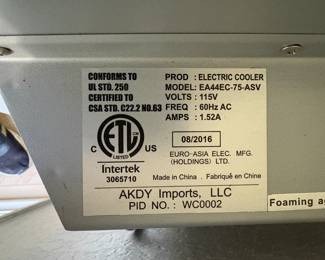 CONFORMS TO
UL STD. 250
CERTIFIED TO
CSA STD. C22.2 NO.63
PROD : ELECTRIC COOLER
MODEL: EA44EC-75-ASV
VOLTS : 115V
FREQ : 60Hz AC
AMPS : 1.52A
ETL
LISTED
C US
Intertek
3065710
08/2016
EURO-ASIA ELEC. MFG.
(HOLDINGS) LTD.
Made in China . Fabriqué en Chine
AKDY Imports, LLC
PID NO. : WC0002
Foaming ag